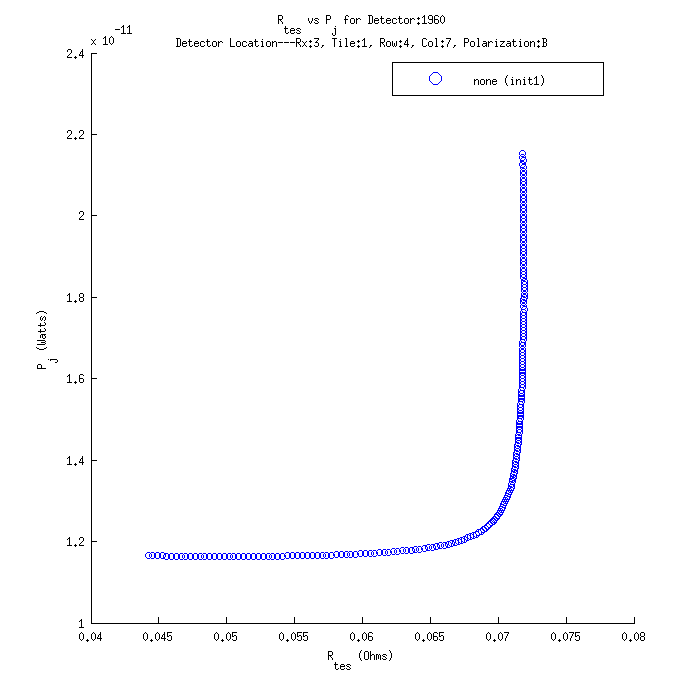 R_tes vs P_j for Detector:1960
Detector Location---Rx:3, Tile:1, Row:4, Col:7, Polarization:B
x 10^-11
none (init1)
2.4
2.2
2
1.8
1.6
1.4
1.2
1
P_j (Watts)
0.04 0.045 0.05 0.055 0.06 0.065 0.07 0.075 0.08
R_tes (Ohms)